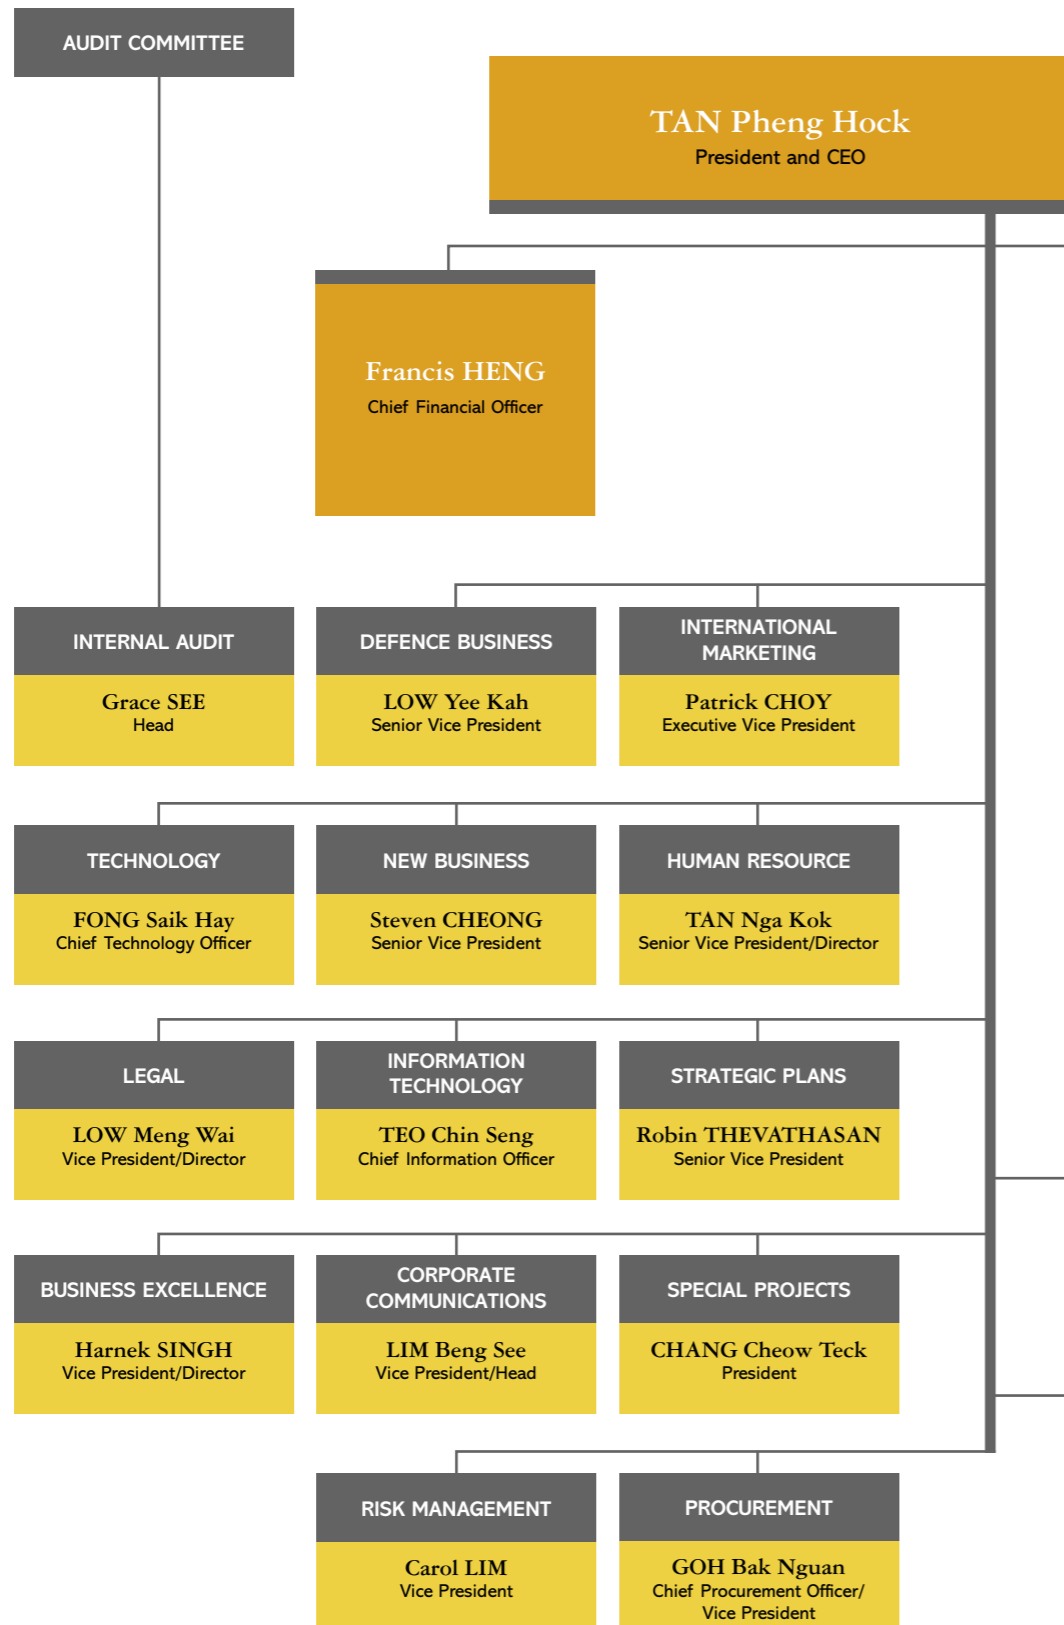 AUDIT COMMITTEE
TAN Pheng Hock
President and CEO
Francis HENG
Chief Financial Officer
INTERNAL AUDIT
Grace SEE
Head
DEFENCE BUSINESS
LOW Yee Kah
Senior Vice President
INTERNATIONAL
MARKETING
Patrick CHOY
Executive Vice President
TECHNOLOGY
FONG Saik Hay
Chief Technology Officer
NEW BUSINESS
Steven CHEONG
Senior Vice President
HUMAN RESOURCE
TAN Nga Kok
Senior Vice President/Director
LEGAL
LOW Meng Wai
Vice President/Director
INFORMATION
TECHNOLOGY
TEO Chin Seng
Chief Information Officer
STRATEGIC PLANS
Robin THEVATHASAN
Senior Vice President
BUSINESS EXCELLENCE
Harnek SINGH
Vice President/Director
CORPORATE
COMMUNICATIONS
LIM Beng See
Vice President/Head
SPECIAL PROJECTS
CHANG Cheow Teck
President
RISK MANAGEMENT
Carol LIM
Vice President
PROCUREMENT
GOH Bak Nguan
Chief Procurement Officer/
Vice President